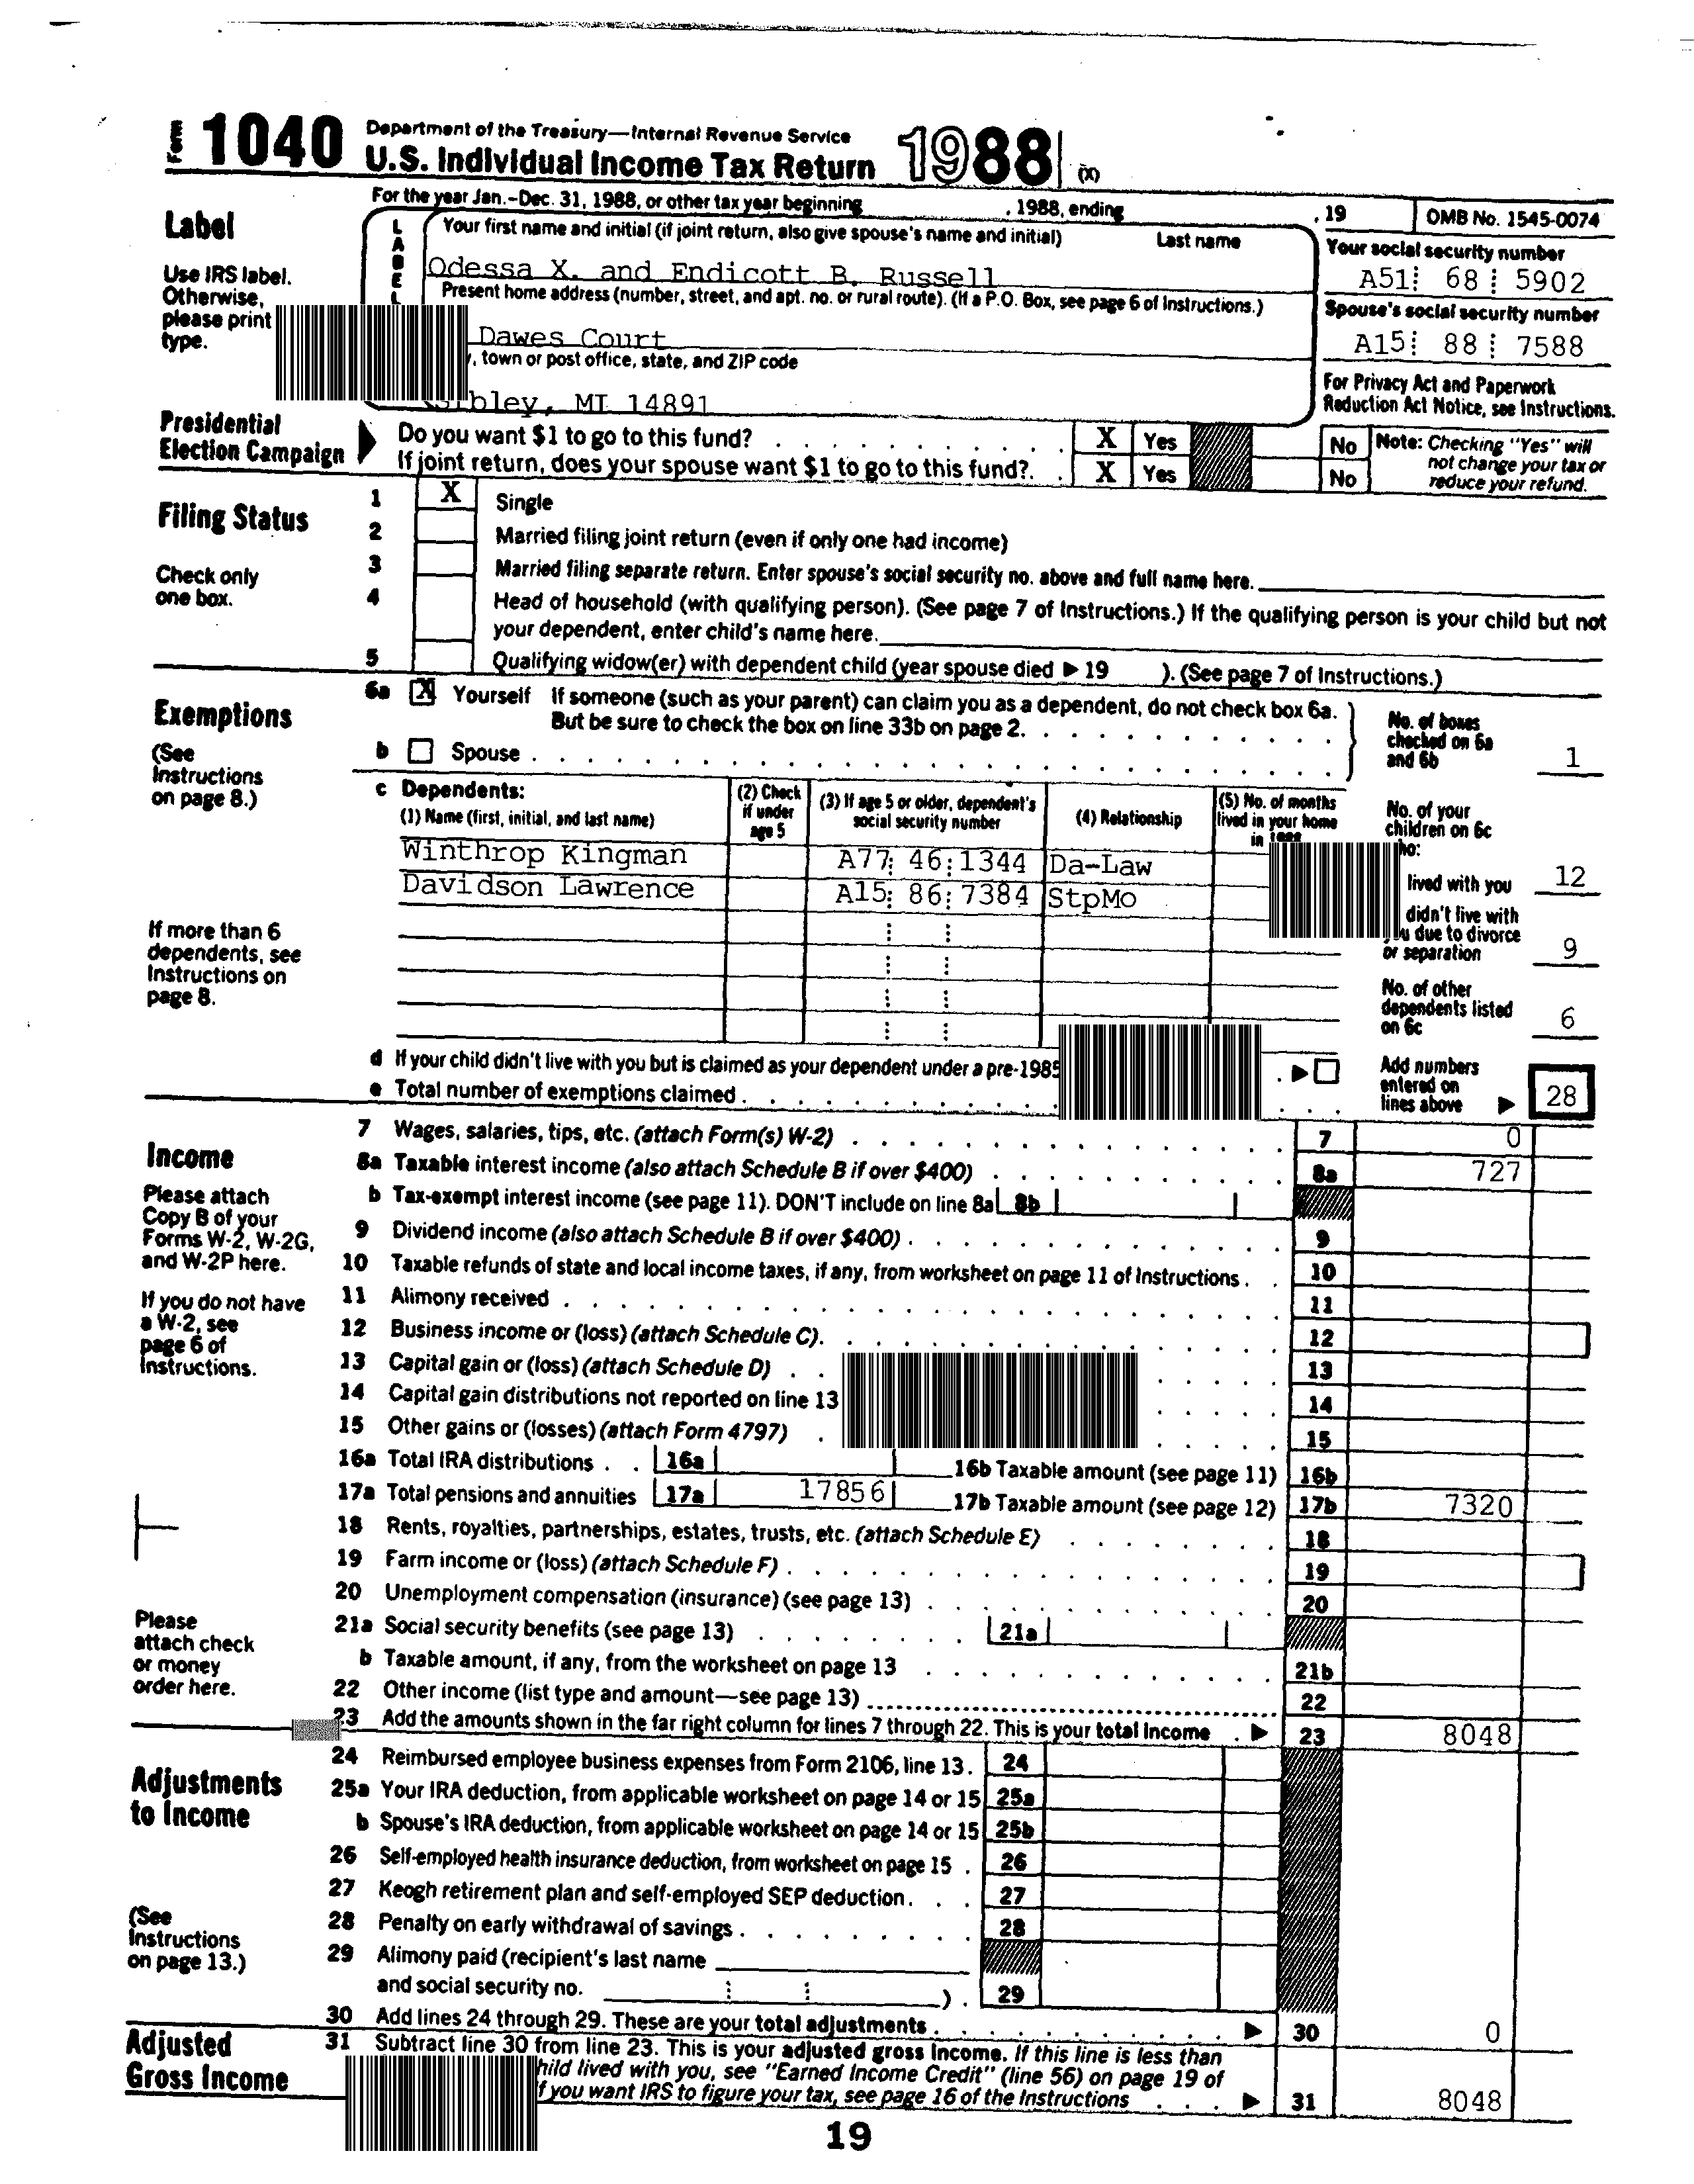 Form 1040 Department of the Treasury—Internal Revenue Service
U.S. Individual Income Tax Return 1988 (X)
For the year Jan.–Dec. 31, 1988, or other tax year beginning , 1988, ending , 19 OMB No. 1545-0074
Label
Use IRS label.
Otherwise,
please print
type.
L
A
B
E
L
Your first name and initial (if joint return, also give spouse's name and initial) Last name
Odessa X. and Endicott B. Russell
Present home address (number, street, and apt. no. or rural route). (If a P.O. Box, see page 6 of Instructions.)
Dawes Court
, town or post office, state, and ZIP code
bley, MI 14891
Your social security number
A51 68 5902
Spouse's social security number
A15 88 7588
For Privacy Act and Paperwork
Reduction Act Notice, see Instructions.
Presidential
Election Campaign
Do you want $1 to go to this fund? X Yes No
If joint return, does your spouse want $1 to go to this fund? X Yes No
Note: Checking "Yes" will
not change your tax or
reduce your refund.
Filing Status
Check only
one box.
1 X Single
2 Married filing joint return (even if only one had income)
3 Married filing separate return. Enter spouse's social security no. above and full name here.
4 Head of household (with qualifying person). (See page 7 of Instructions.) If the qualifying person is your child but not
your dependent, enter child's name here.
5 Qualifying widow(er) with dependent child (year spouse died ▶ 19 ). (See page 7 of Instructions.)
Exemptions
(See
Instructions
on page 8.)
6a X Yourself If someone (such as your parent) can claim you as a dependent, do not check box 6a.
But be sure to check the box on line 33b on page 2.
b Spouse
No. of boxes
checked on 6a
and 6b 1
c Dependents:
(1) Name (first, initial, and last name)
(2) Check
if under
age 5
(3) If age 5 or older, dependent's
social security number
(4) Relationship
(5) No. of months
lived in your home
in 1988
Winthrop Kingman A77 46 1344 Da-Law
Davidson Lawrence A15 86 7384 StpMo
No. of your
children on 6c
ho:
lived with you 12
didn't live with
you due to divorce
or separation 9
No. of other
dependents listed
on 6c 6
If more than 6
dependents, see
Instructions on
page 8.
d If your child didn't live with you but is claimed as your dependent under a pre-1985 ▶
e Total number of exemptions claimed
Add numbers
entered on
lines above ▶ 28
Income
Please attach
Copy B of your
Forms W-2, W-2G,
and W-2P here.
If you do not have
a W-2, see
page 6 of
Instructions.
Please
attach check
or money
order here.
7 Wages, salaries, tips, etc. (attach Form(s) W-2) 7 0
8a Taxable interest income (also attach Schedule B if over $400) 8a 727
b Tax-exempt interest income (see page 11). DON'T include on line 8a 8b
9 Dividend income (also attach Schedule B if over $400) 9
10 Taxable refunds of state and local income taxes, if any, from worksheet on page 11 of Instructions 10
11 Alimony received 11
12 Business income or (loss) (attach Schedule C) 12
13 Capital gain or (loss) (attach Schedule D) 13
14 Capital gain distributions not reported on line 13 14
15 Other gains or (losses) (attach Form 4797) 15
16a Total IRA distributions 16a 16b Taxable amount (see page 11) 16b
17a Total pensions and annuities 17a 17856 17b Taxable amount (see page 12) 17b 7320
18 Rents, royalties, partnerships, estates, trusts, etc. (attach Schedule E) 18
19 Farm income or (loss) (attach Schedule F) 19
20 Unemployment compensation (insurance) (see page 13) 20
21a Social security benefits (see page 13) 21a
b Taxable amount, if any, from the worksheet on page 13 21b
22 Other income (list type and amount—see page 13) 22
23 Add the amounts shown in the far right column for lines 7 through 22. This is your total income ▶ 23 8048
Adjustments
to Income
(See
Instructions
on page 13.)
24 Reimbursed employee business expenses from Form 2106, line 13. 24
25a Your IRA deduction, from applicable worksheet on page 14 or 15 25a
b Spouse's IRA deduction, from applicable worksheet on page 14 or 15 25b
26 Self-employed health insurance deduction, from worksheet on page 15 26
27 Keogh retirement plan and self-employed SEP deduction 27
28 Penalty on early withdrawal of savings 28
29 Alimony paid (recipient's last name
and social security no. ). 29
30 Add lines 24 through 29. These are your total adjustments ▶ 30 0
Adjusted
Gross Income
31 Subtract line 30 from line 23. This is your adjusted gross income. If this line is less than
hild lived with you, see "Earned Income Credit" (line 56) on page 19 of
f you want IRS to figure your tax, see page 16 of the Instructions ▶ 31 8048
19